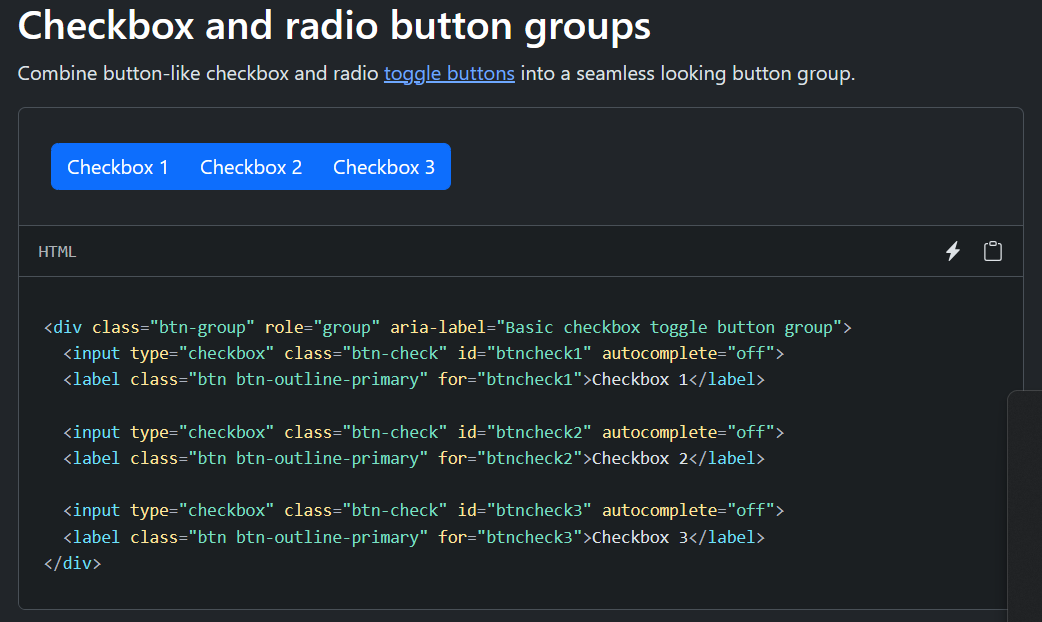 Checkbox and radio button groups
Combine button-like checkbox and radio toggle buttons into a seamless looking button group.
Checkbox 1 Checkbox 2 Checkbox 3
HTML
<div class="btn-group" role="group" aria-label="Basic checkbox toggle button group">
  <input type="checkbox" class="btn-check" id="btncheck1" autocomplete="off">
  <label class="btn btn-outline-primary" for="btncheck1">Checkbox 1</label>

  <input type="checkbox" class="btn-check" id="btncheck2" autocomplete="off">
  <label class="btn btn-outline-primary" for="btncheck2">Checkbox 2</label>

  <input type="checkbox" class="btn-check" id="btncheck3" autocomplete="off">
  <label class="btn btn-outline-primary" for="btncheck3">Checkbox 3</label>
</div>